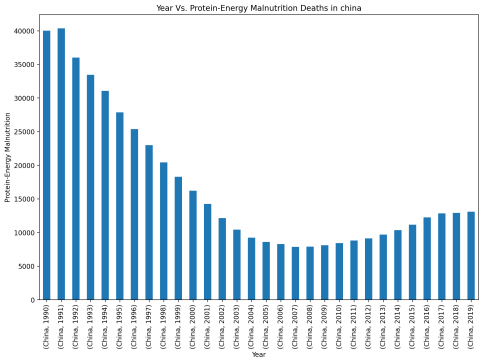 Year Vs. Protein-Energy Malnutrition Deaths in china
Protein-Energy Malnutrition
40000
35000
30000
25000
20000
15000
10000
5000
0
(China, 1990)
(China, 1991)
(China, 1992)
(China, 1993)
(China, 1994)
(China, 1995)
(China, 1996)
(China, 1997)
(China, 1998)
(China, 1999)
(China, 2000)
(China, 2001)
(China, 2002)
(China, 2003)
(China, 2004)
(China, 2005)
(China, 2006)
(China, 2007)
(China, 2008)
(China, 2009)
(China, 2010)
(China, 2011)
(China, 2012)
(China, 2013)
(China, 2014)
(China, 2015)
(China, 2016)
(China, 2017)
(China, 2018)
(China, 2019)
Year